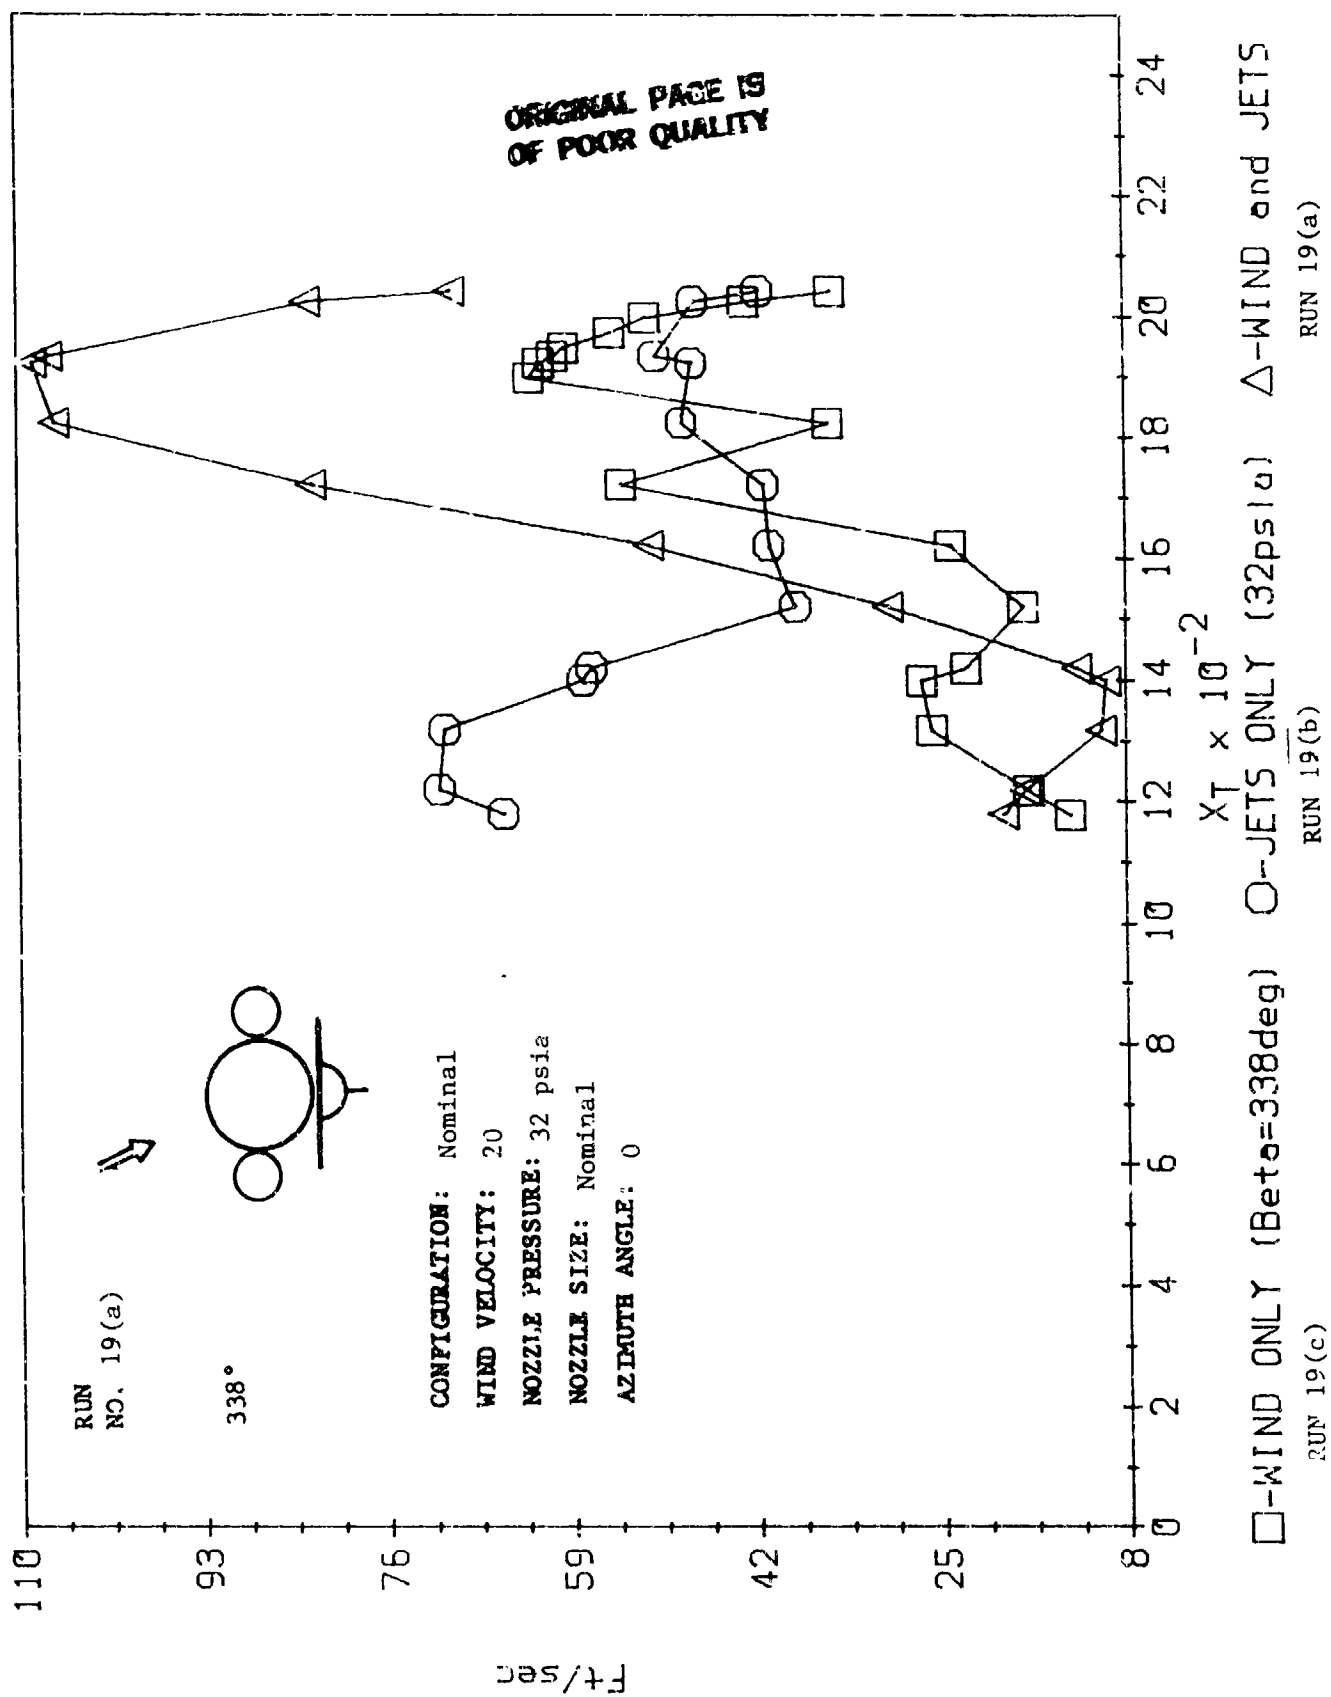 ORIGINAL PAGE IS
OF POOR QUALITY
RUN
NO. 19(a)
338°
CONFIGURATION: Nominal
WIND VELOCITY: 20
NOZZLE PRESSURE: 32 psia
NOZZLE SIZE: Nominal
AZIMUTH ANGLE: 0
Ft/sec
110
93
76
59
42
25
8
0 2 4 6 8 10 12 14 16 18 20 22 24
X_T x 10^-2
□-WIND ONLY (Beta=338deg) O-JETS ONLY (32psia) △-WIND and JETS
RUN 19(c) RUN 19(b) RUN 19(a)